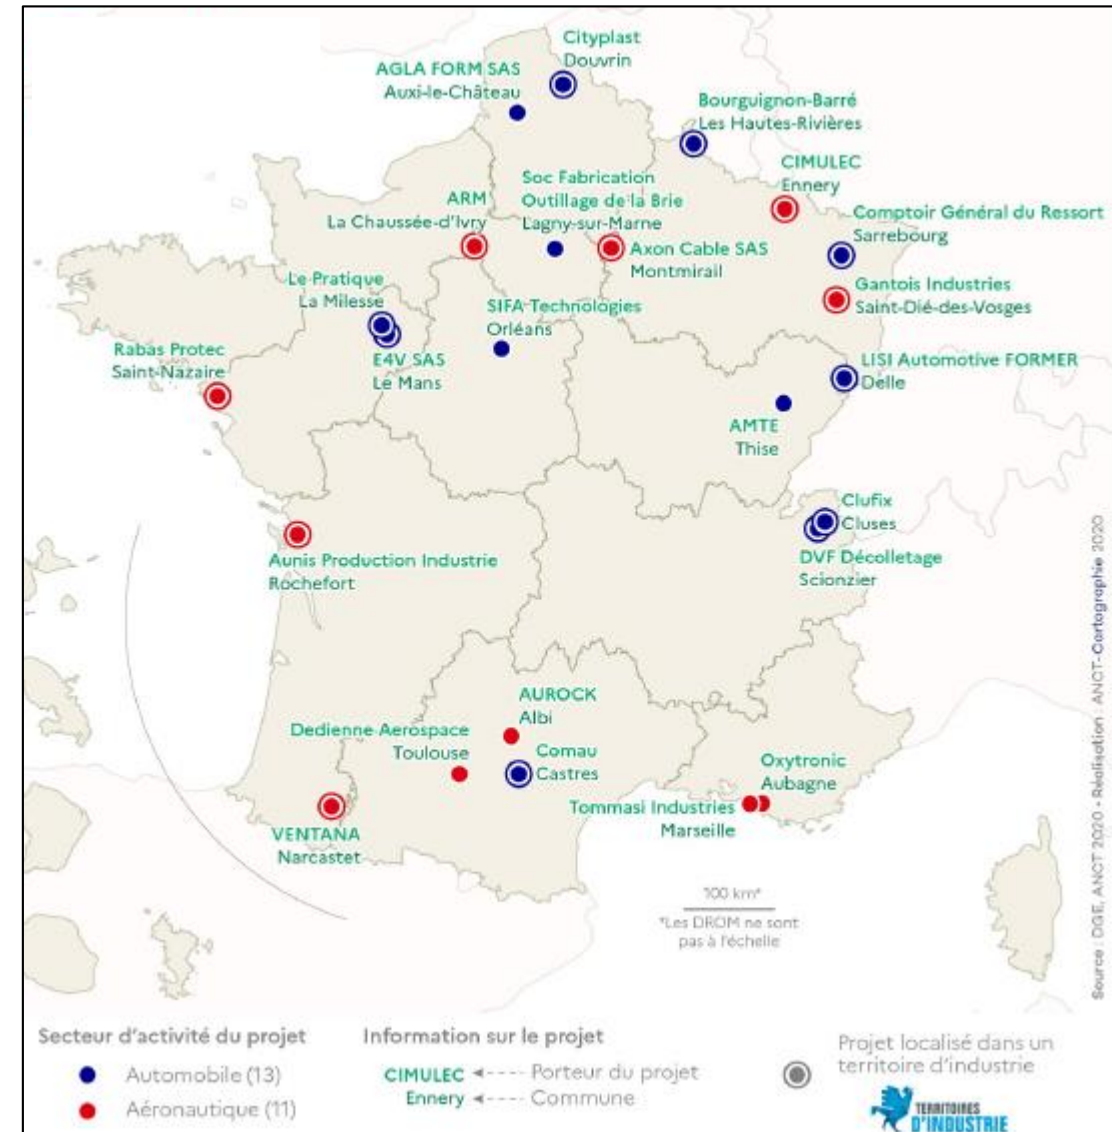 Cityplast
Douvrin
AGLA FORM SAS
Auxi-le-Château
Bourguignon-Barré
Les Hautes-Rivières
CIMULEC
Ennery
Soc Fabrication
Outillage de la Brie
Lagny-sur-Marne
ARM
La Chaussée-d'Ivry
Comptoir Général du Ressort
Sarrebourg
Axon Cable SAS
Montmirail
Le Pratique
La Milesse
SIFA Technologies
Orléans
Gantois Industries
Saint-Dié-des-Vosges
Rabas Protec
Saint-Nazaire
E4V SAS
Le Mans
LISI Automotive FORMER
Delle
AMTE
Thise
Clufix
Cluses
DVF Décolletage
Scionzier
Aunis Production Industrie
Rochefort
AUROCK
Albi
Dedienne Aerospace
Toulouse
Comau
Castres
Oxytronic
Aubagne
Tommasi Industries
Marseille
VENTANA
Narcastet
100 km*
*Les DROM ne sont
pas à l'échelle
Source : DGE, ANCT 2020 - Réalisation : ANCT-Cartographie 2020
Secteur d'activité du projet
Automobile (13)
Aéronautique (11)
Information sur le projet
CIMULEC Porteur du projet
Ennery Commune
Projet localisé dans un
territoire d'industrie
TERRITOIRES
D'INDUSTRIE